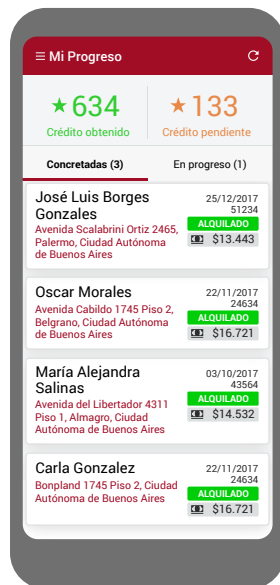 Mi Progreso
634
133
Crédito obtenido
Crédito pendiente
Concretadas (3)
En progreso (1)
José Luis Borges
Gonzales
Avenida Scalabrini Ortiz 2465,
Palermo, Ciudad Autónoma
de Buenos Aires
25/12/2017
51234
ALQUILADO
$13.443
Oscar Morales
Avenida Cabildo 1745 Piso 2,
Belgrano, Ciudad Autónoma
de Buenos Aires
22/11/2017
24634
ALQUILADO
$16.721
María Alejandra
Salinas
Avenida del Libertador 4311
Piso 1, Almagro, Ciudad
Autónoma de Buenos Aires
03/10/2017
43564
ALQUILADO
$14.532
Carla Gonzalez
Bonpland 1745 Piso 2, Ciudad
Autónoma de Buenos Aires
22/11/2017
24634
ALQUILADO
$16.721